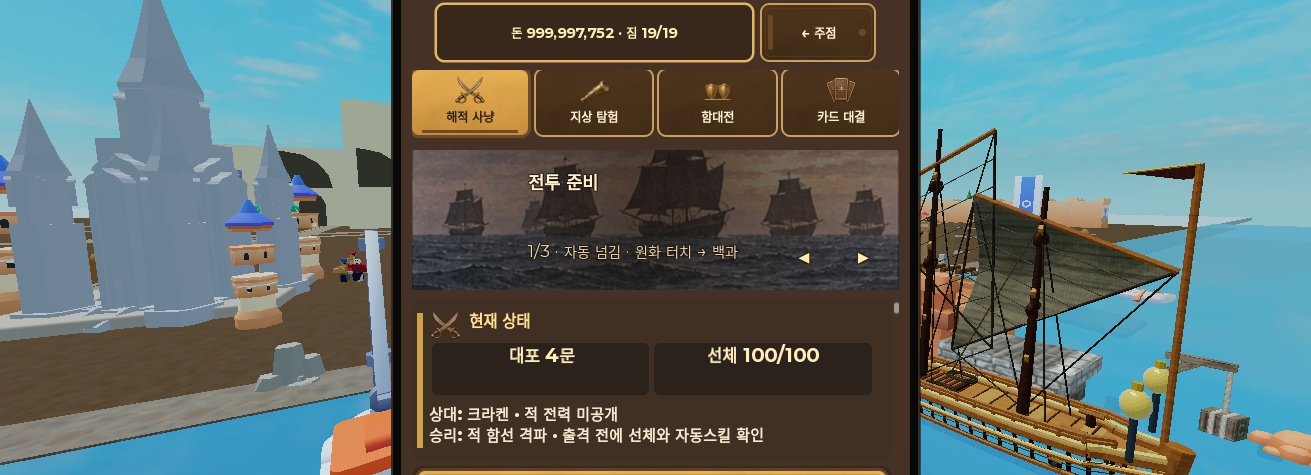 돈 999,997,752 · 짐 19/19
← 주점
해적 사냥
지상 탐험
함대전
카드 대결
전투 준비
1/3 · 자동 넘김 · 원화 터치 → 백과
현재 상태
대포 4문
선체 100/100
상대: 크라켄 • 적 전력 미공개
승리: 적 함선 격파 • 출격 전에 선체와 자동스킬 확인